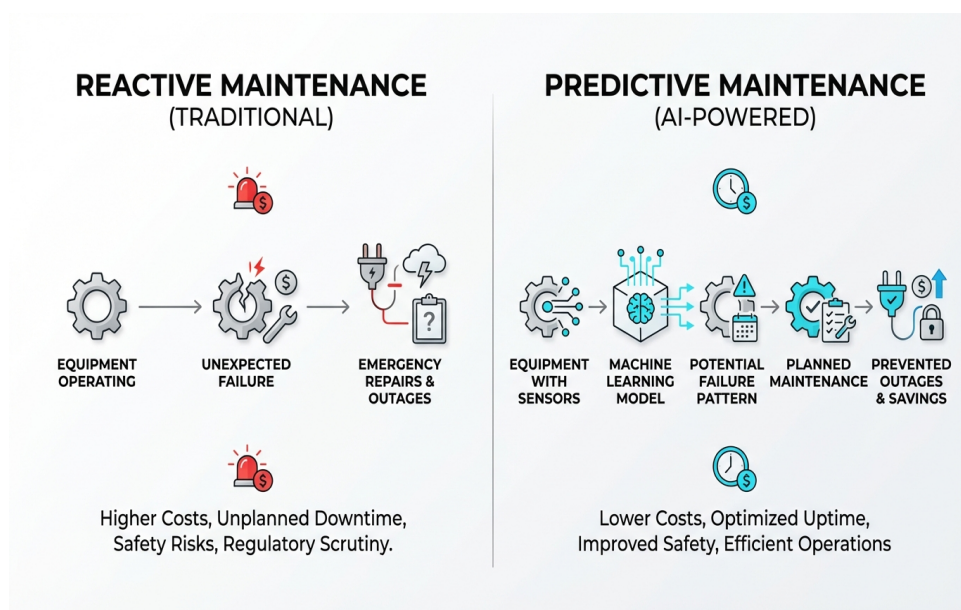 REACTIVE MAINTENANCE
(TRADITIONAL)
$
EQUIPMENT
OPERATING
$
UNEXPECTED
FAILURE
?
EMERGENCY
REPAIRS &
OUTAGES
$
Higher Costs, Unplanned Downtime,
Safety Risks, Regulatory Scrutiny.
PREDICTIVE MAINTENANCE
(AI-POWERED)
$
EQUIPMENT
WITH
SENSORS
MACHINE
LEARNING
MODEL
!
POTENTIAL
FAILURE
PATTERN
PLANNED
MAINTENANCE
$
PREVENTED
OUTAGES
& SAVINGS
$
Lower Costs, Optimized Uptime,
Improved Safety, Efficient Operations